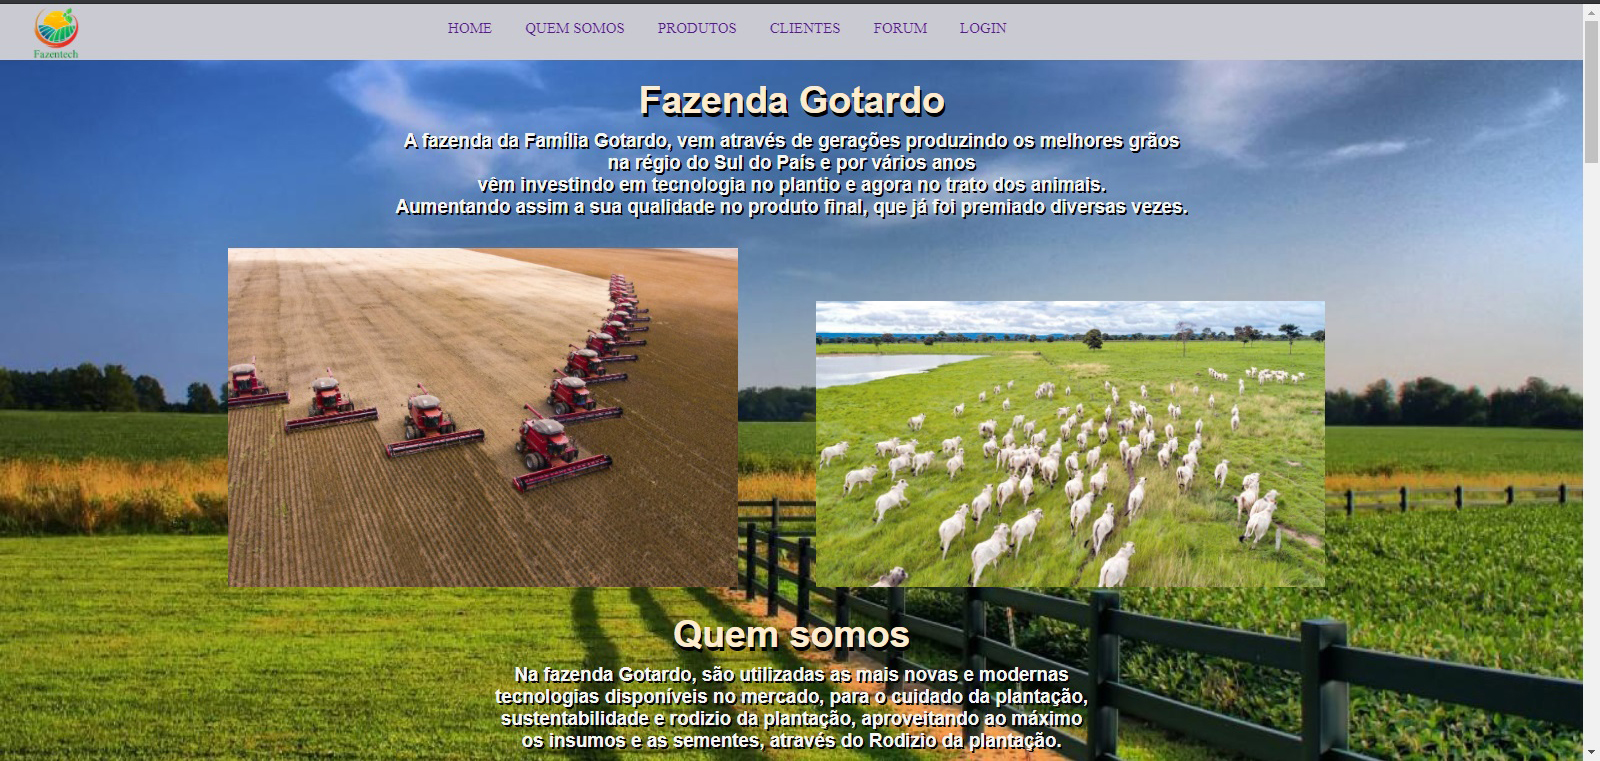 Fazentech
HOME QUEM SOMOS PRODUTOS CLIENTES FORUM LOGIN
Fazenda Gotardo
A fazenda da Família Gotardo, vem através de gerações produzindo os melhores grãos
na régio do Sul do País e por vários anos
vêm investindo em tecnologia no plantio e agora no trato dos animais.
Aumentando assim a sua qualidade no produto final, que já foi premiado diversas vezes.
Quem somos
Na fazenda Gotardo, são utilizadas as mais novas e modernas
tecnologias disponíveis no mercado, para o cuidado da plantação,
sustentabilidade e rodizio da plantação, aproveitando ao máximo
os insumos e as sementes, através do Rodizio da plantação.